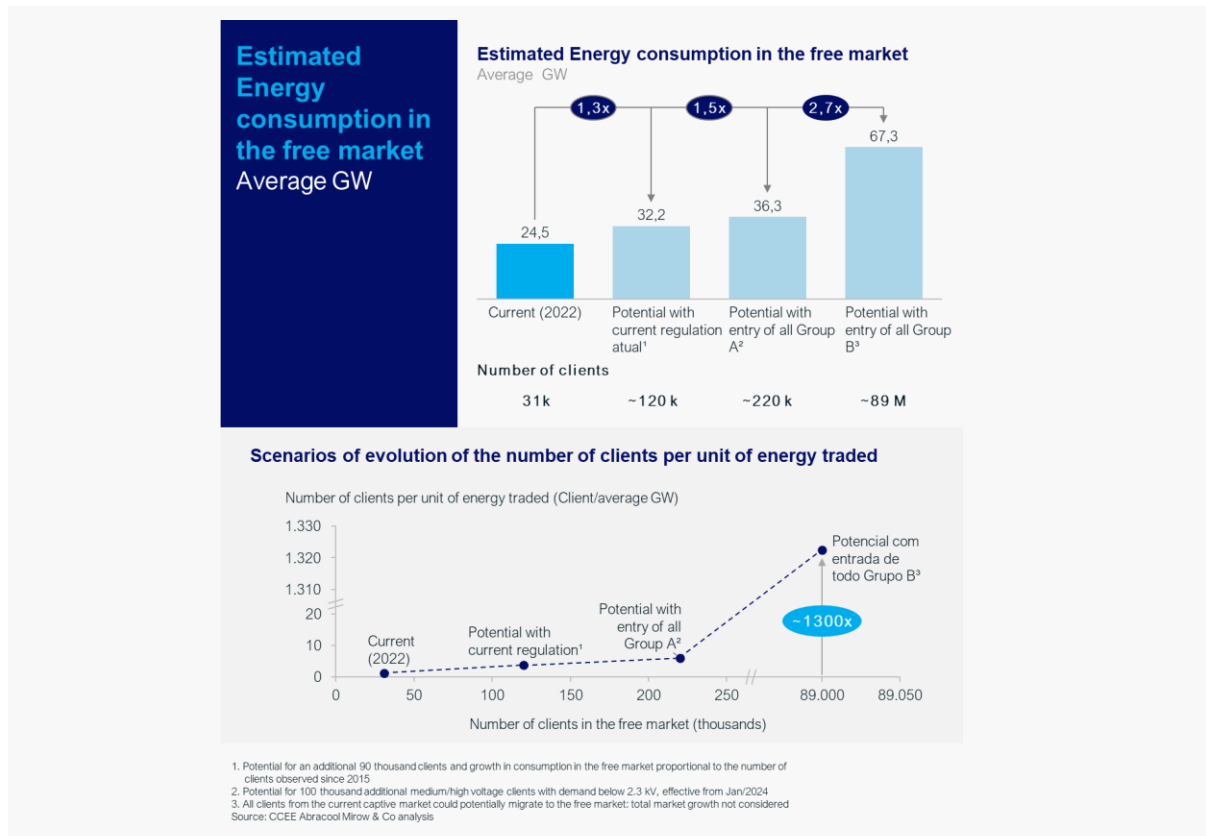 Estimated
Energy
consumption in
the free market
Average GW
Estimated Energy consumption in the free market
Average GW
1,3x
1,5x
2,7x
67,3
36,3
32,2
24,5
Current (2022)
Potential with
current regulation
atual¹
Potential with
entry of all Group
A²
Potential with
entry of all Group
B³
Number of clients
31k
~120 k
~220 k
~89 M
Scenarios of evolution of the number of clients per unit of energy traded
Number of clients per unit of energy traded (Client/average GW)
1.330
1.320
1.310
20
10
0
Current
(2022)
Potential with
current regulation¹
Potential with
entry of all
Group A²
Potencial com
entrada de
todo Grupo B³
~1300x
0
50
100
150
200
250
89.000
89.050
Number of clients in the free market (thousands)
1. Potential for an additional 90 thousand clients and growth in consumption in the free market proportional to the number of
clients observed since 2015
2. Potential for 100 thousand additional medium/high voltage clients with demand below 2.3 kV, effective from Jan/2024
3. All clients from the current captive market could potentially migrate to the free market: total market growth not considered
Source: CCEE Abracool Mirow & Co analysis